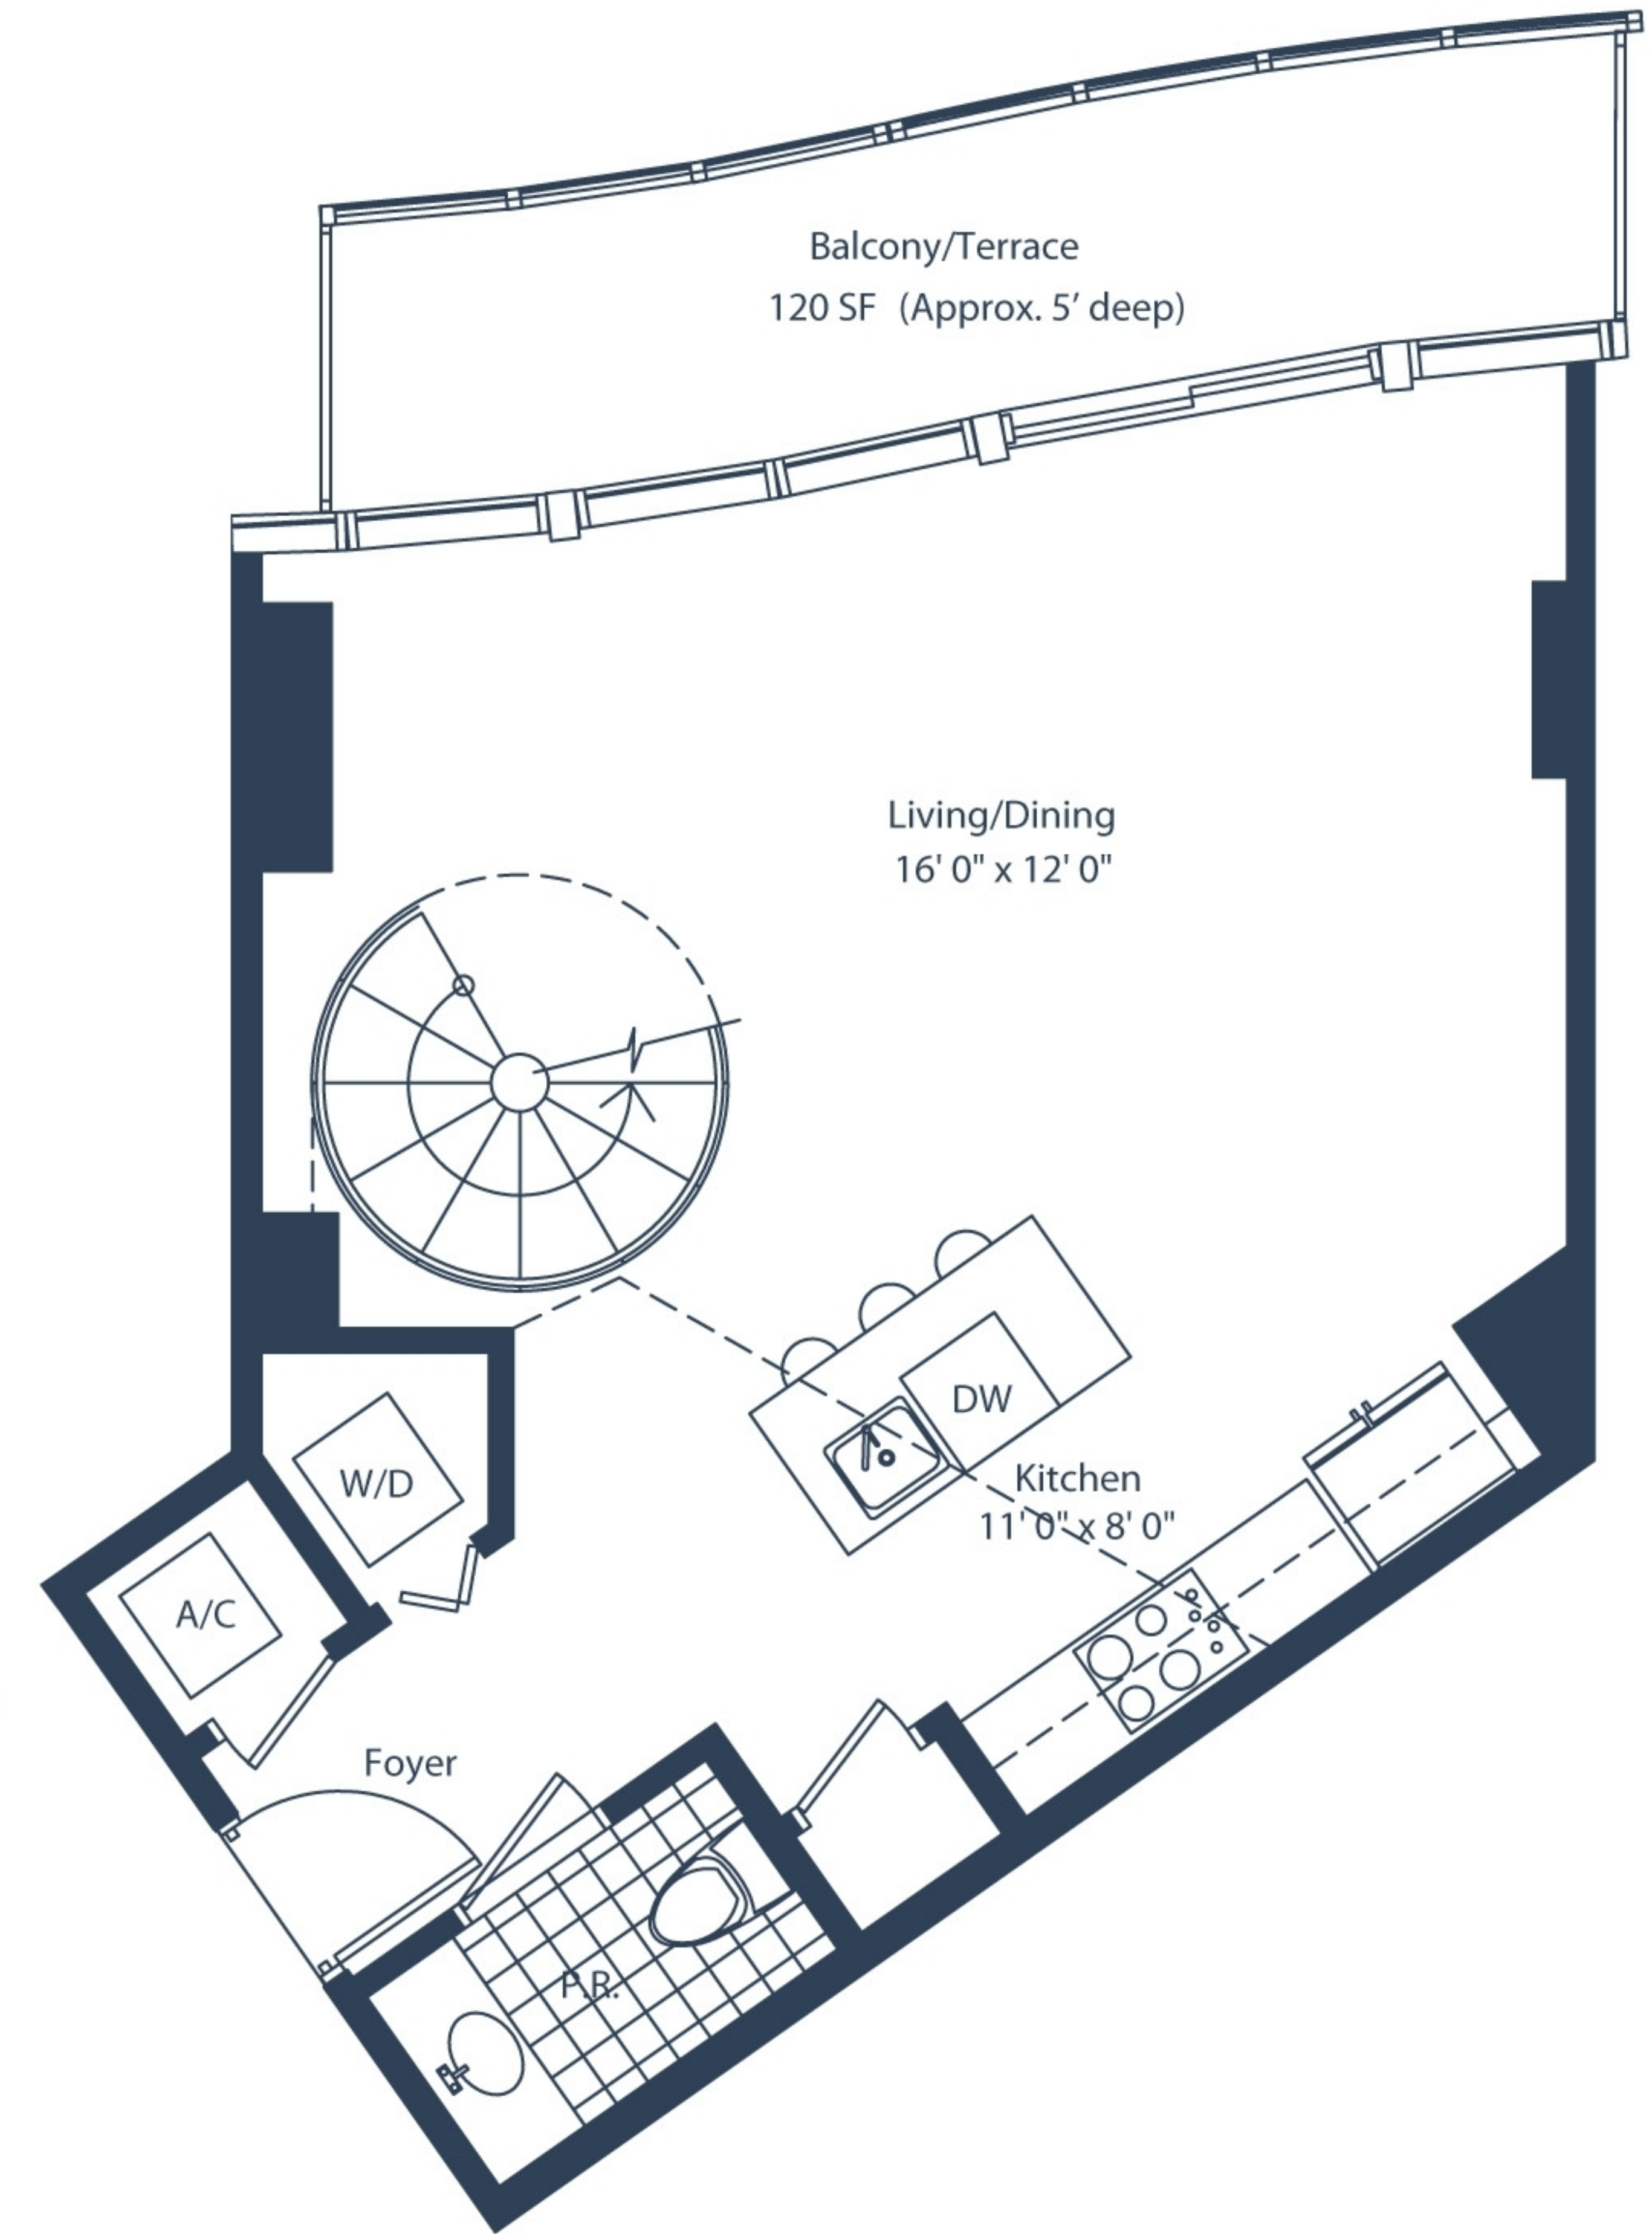 Balcony/Terrace
120 SF (Approx. 5’ deep)
Living/Dining
16' 0" x 12' 0"
DW
Kitchen
11' 0" x 8' 0"
W/D
A/C
Foyer
P.R.